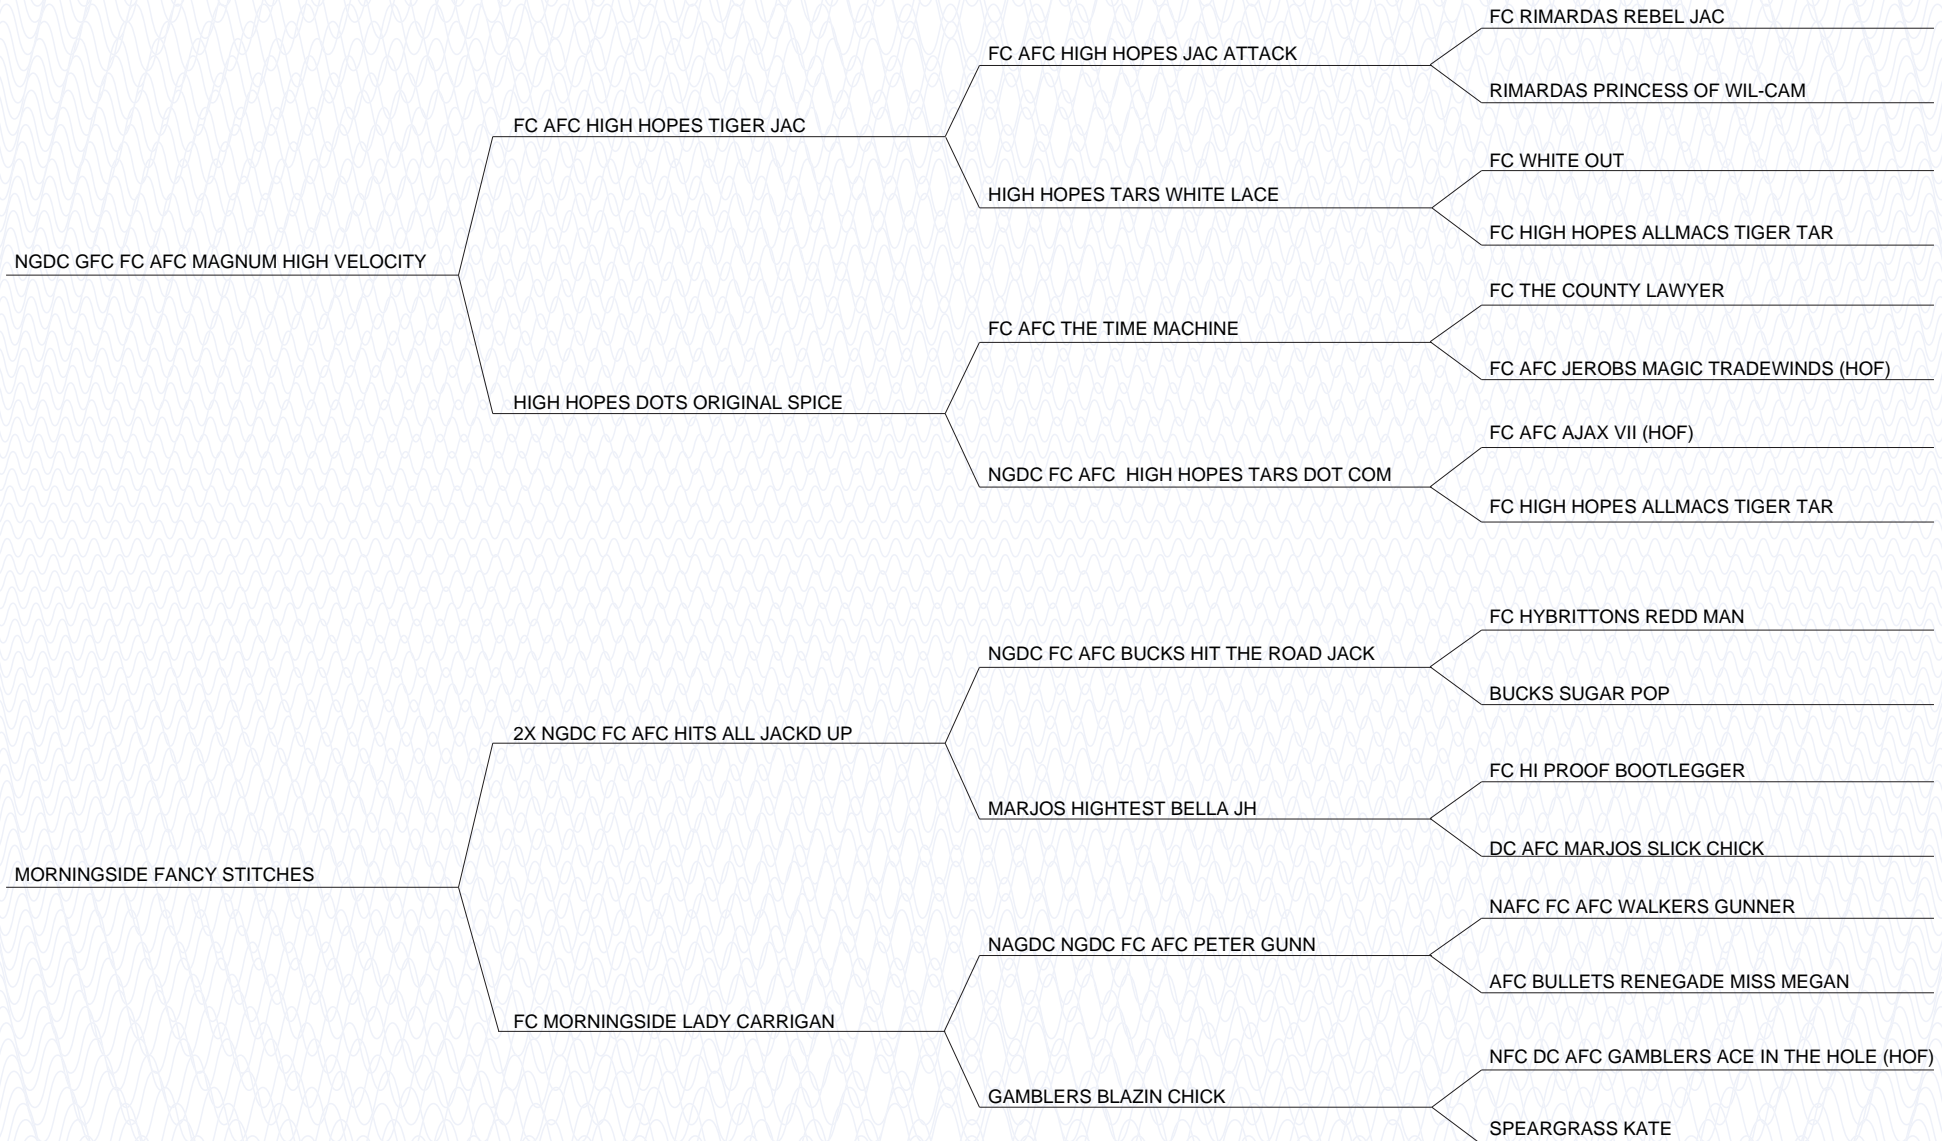 FC RIMARDAS REBEL JAC
FC AFC HIGH HOPES JAC ATTACK
RIMARDAS PRINCESS OF WIL-CAM
FC AFC HIGH HOPES TIGER JAC
FC WHITE OUT
HIGH HOPES TARS WHITE LACE
FC HIGH HOPES ALLMACS TIGER TAR
NGDC GFC FC AFC MAGNUM HIGH VELOCITY
FC THE COUNTY LAWYER
FC AFC THE TIME MACHINE
FC AFC JEROBS MAGIC TRADEWINDS (HOF)
HIGH HOPES DOTS ORIGINAL SPICE
FC AFC AJAX VII (HOF)
NGDC FC AFC  HIGH HOPES TARS DOT COM
FC HIGH HOPES ALLMACS TIGER TAR
FC HYBRITTONS REDD MAN
NGDC FC AFC BUCKS HIT THE ROAD JACK
BUCKS SUGAR POP
2X NGDC FC AFC HITS ALL JACKD UP
FC HI PROOF BOOTLEGGER
MARJOS HIGHTEST BELLA JH
DC AFC MARJOS SLICK CHICK
MORNINGSIDE FANCY STITCHES
NAFC FC AFC WALKERS GUNNER
NAGDC NGDC FC AFC PETER GUNN
AFC BULLETS RENEGADE MISS MEGAN
FC MORNINGSIDE LADY CARRIGAN
NFC DC AFC GAMBLERS ACE IN THE HOLE (HOF)
GAMBLERS BLAZIN CHICK
SPEARGRASS KATE